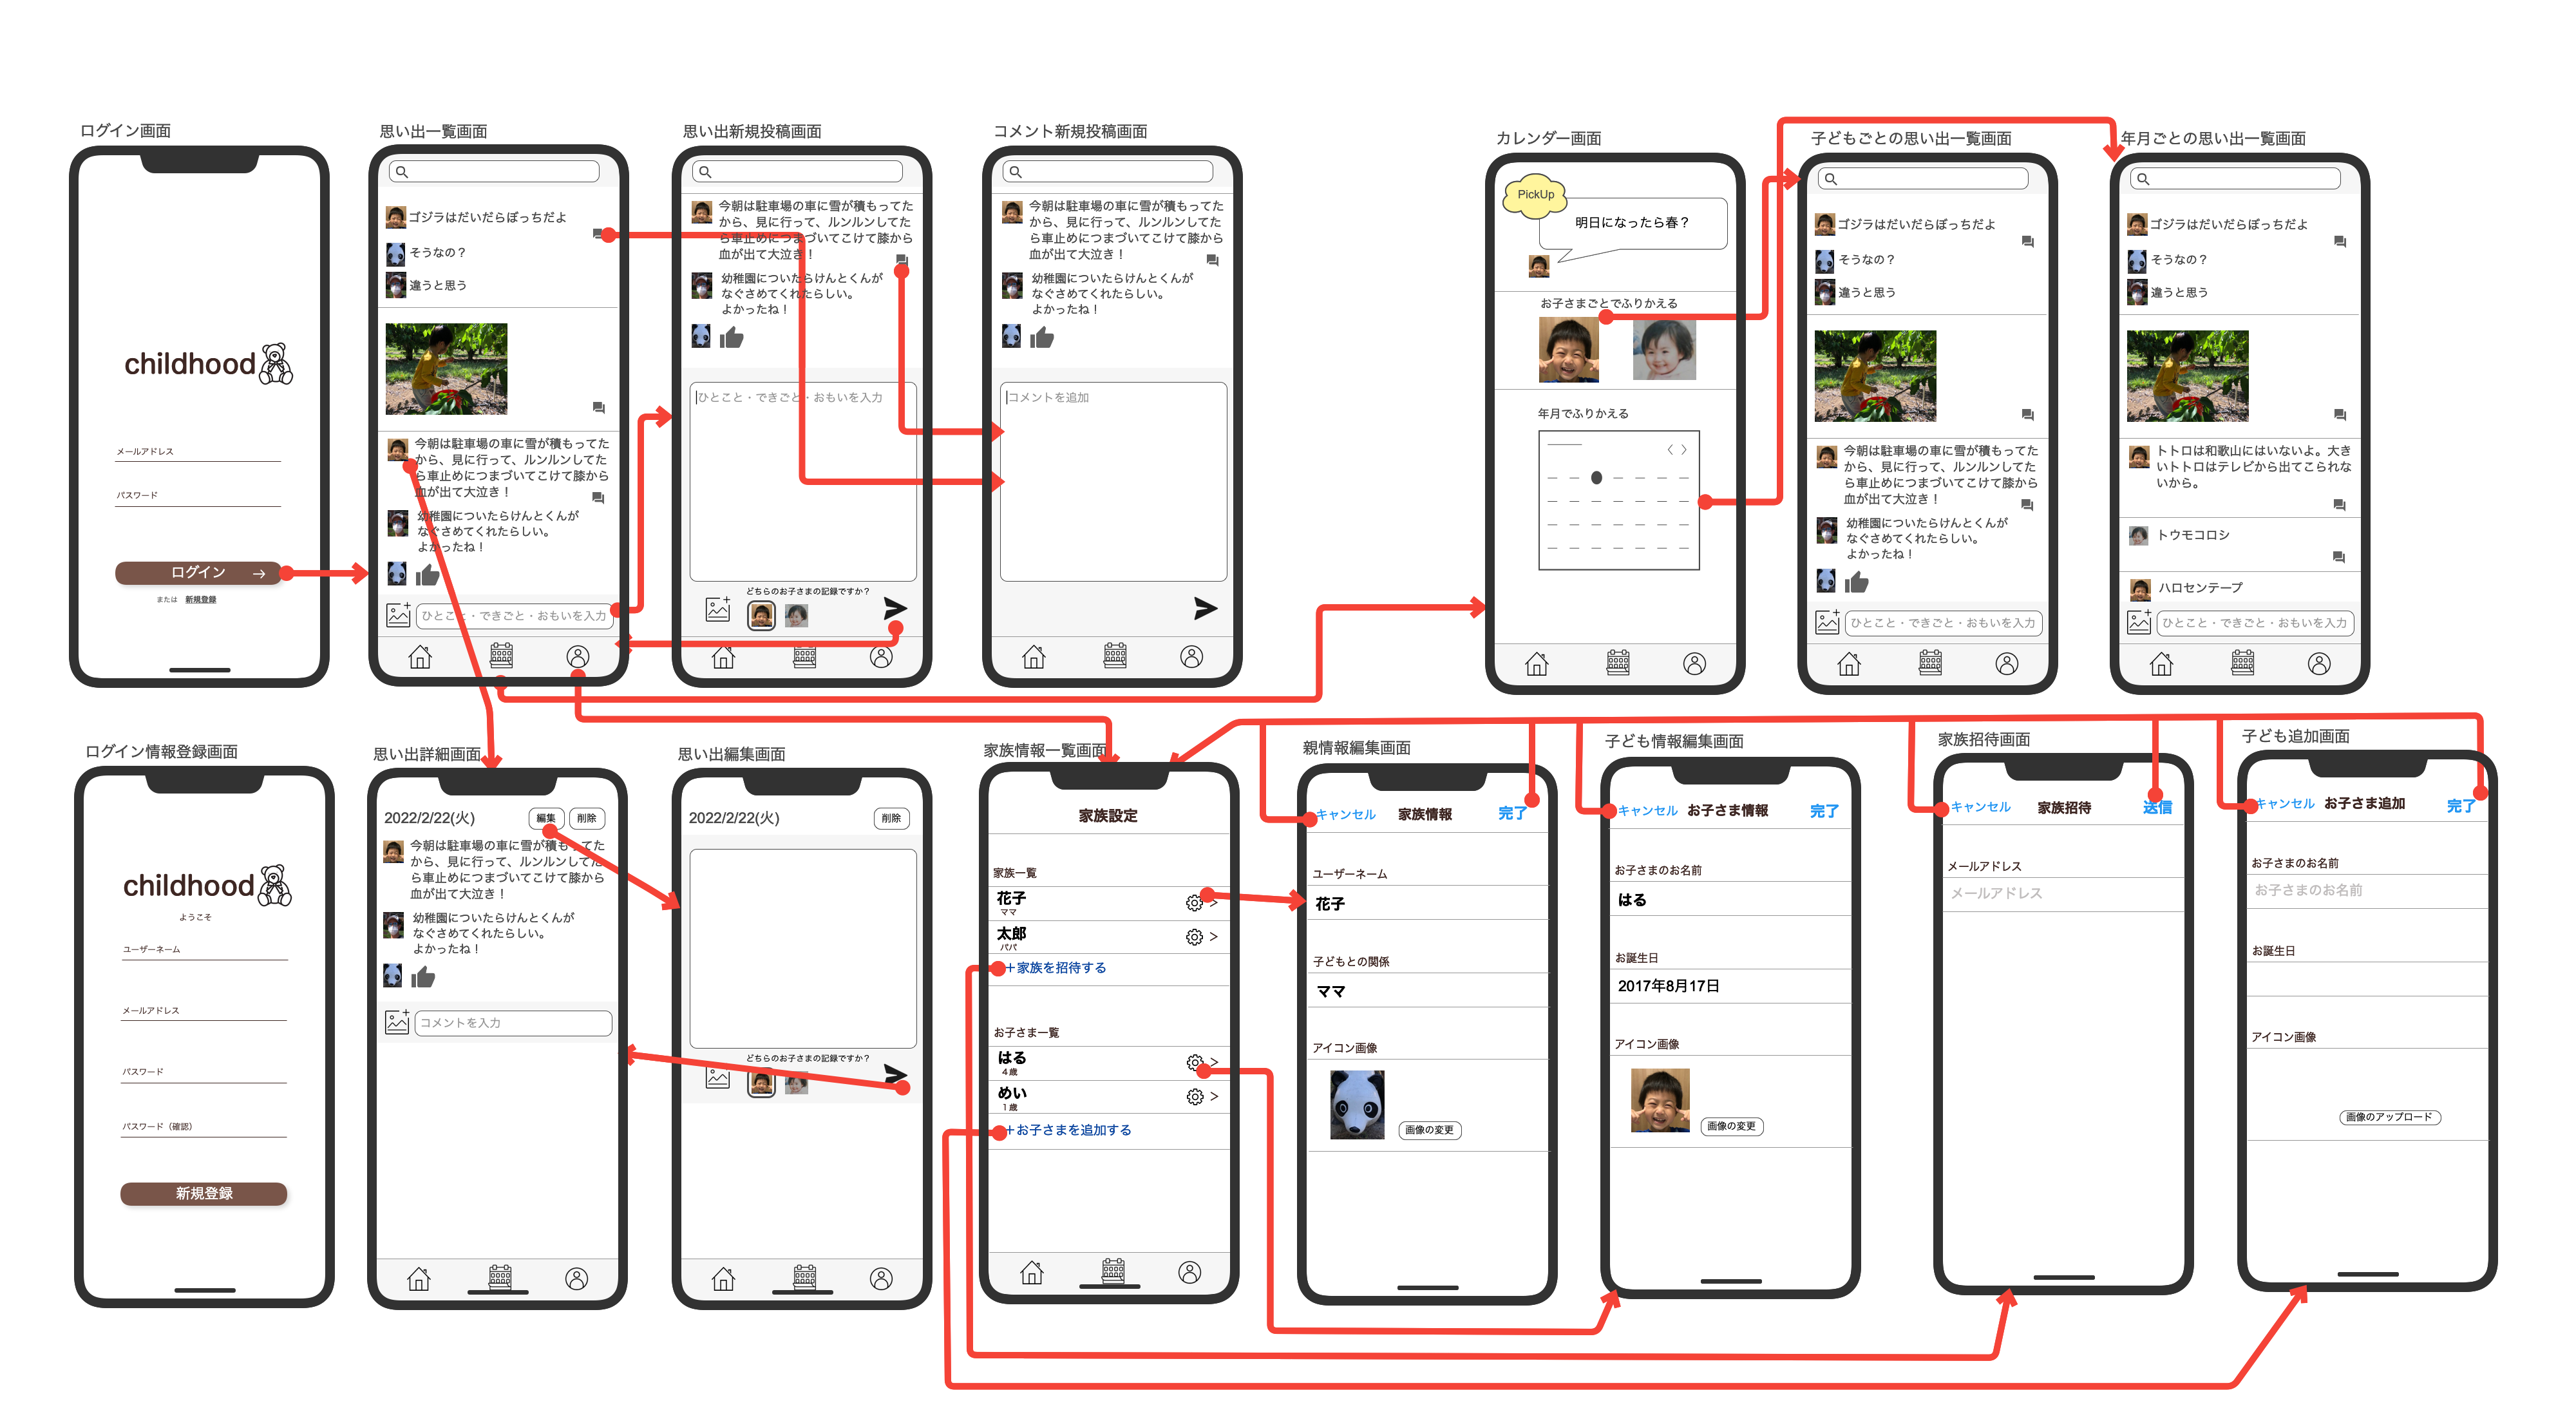 ログイン画面
childhood
メールアドレス
パスワード
ログイン →
または 新規登録
思い出一覧画面
ゴジラはだいだらぼっちだよ
そうなの？
違うと思う
今朝は駐車場の車に雪が積もってた
から、見に行って、ルンルンしてた
ら車止めにつまづいてこけて膝から
血が出て大泣き！
幼稚園についたらけんとくんが
なぐさめてくれたらしい。
よかったね！
ひとこと・できごと・おもいを入力
思い出新規投稿画面
今朝は駐車場の車に雪が積もってた
から、見に行って、ルンルンしてた
ら車止めにつまづいてこけて膝から
血が出て大泣き！
幼稚園についたらけんとくんが
なぐさめてくれたらしい。
よかったね！
ひとこと・できごと・おもいを入力
どちらのお子さまの記録ですか？
コメント新規投稿画面
今朝は駐車場の車に雪が積もってた
から、見に行って、ルンルンしてた
ら車止めにつまづいてこけて膝から
血が出て大泣き！
幼稚園についたらけんとくんが
なぐさめてくれたらしい。
よかったね！
コメントを追加
カレンダー画面
PickUp
明日になったら春？
お子さまごとでふりかえる
年月でふりかえる
子どもごとの思い出一覧画面
ゴジラはだいだらぼっちだよ
そうなの？
違うと思う
今朝は駐車場の車に雪が積もってた
から、見に行って、ルンルンしてた
ら車止めにつまづいてこけて膝から
血が出て大泣き！
幼稚園についたらけんとくんが
なぐさめてくれたらしい。
よかったね！
ひとこと・できごと・おもいを入力
年月ごとの思い出一覧画面
ゴジラはだいだらぼっちだよ
そうなの？
違うと思う
トトロは和歌山にはいないよ。大き
いトトロはテレビから出てこられな
いから。
トウモコロシ
ハロセンテープ
ひとこと・できごと・おもいを入力
ログイン情報登録画面
childhood
ようこそ
ユーザーネーム
メールアドレス
パスワード
パスワード（確認）
新規登録
思い出詳細画面
2022/2/22(火) 編集 削除
今朝は駐車場の車に雪が積もってた
から、見に行って、ルンルンしてた
ら車止めにつまづいてこけて膝から
血が出て大泣き！
幼稚園についたらけんとくんが
なぐさめてくれたらしい。
よかったね！
コメントを入力
思い出編集画面
2022/2/22(火) 削除
どちらのお子さまの記録ですか？
家族情報一覧画面
家族設定
家族一覧
花子
ママ
太郎
パパ
＋家族を招待する
お子さま一覧
はる
４歳
めい
１歳
＋お子さまを追加する
親情報編集画面
キャンセル 家族情報 完了
ユーザーネーム
花子
子どもとの関係
ママ
アイコン画像
画像の変更
子ども情報編集画面
キャンセル お子さま情報 完了
お子さまのお名前
はる
お誕生日
2017年8月17日
アイコン画像
画像の変更
家族招待画面
キャンセル 家族招待 送信
メールアドレス
メールアドレス
子ども追加画面
キャンセル お子さま追加 完了
お子さまのお名前
お子さまのお名前
お誕生日
アイコン画像
画像のアップロード